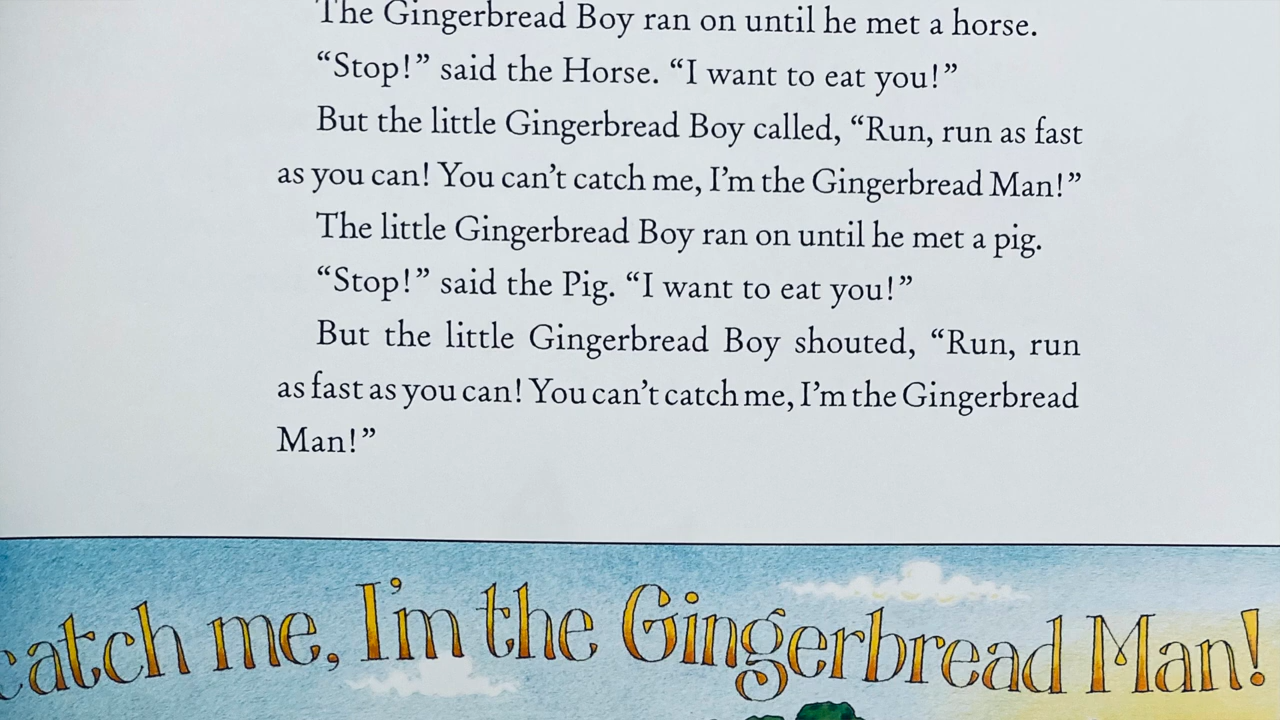 The Gingerbread Boy ran on until he met a horse.
“Stop!” said the Horse. “I want to eat you!”
But the little Gingerbread Boy called, “Run, run as fast
as you can! You can’t catch me, I’m the Gingerbread Man!”
The little Gingerbread Boy ran on until he met a pig.
“Stop!” said the Pig. “I want to eat you!”
But the little Gingerbread Boy shouted, “Run, run
as fast as you can! You can’t catch me, I’m the Gingerbread
Man!”
catch me, I’m the Gingerbread Man!